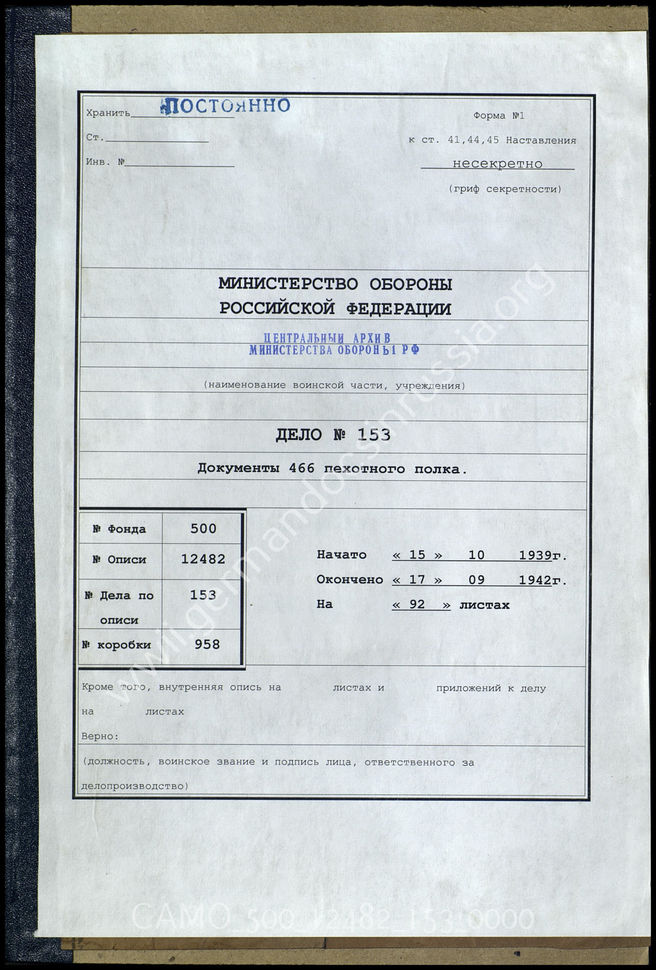 Хранить ПОСТОЯННО
Ст.
Инв. №
Форма №1
к ст. 41,44,45 Наставления
несекретно
(гриф секретности)
МИНИСТЕРСТВО ОБОРОНЫ
РОССИЙСКОЙ ФЕДЕРАЦИИ
ЦЕНТРАЛЬНЫЙ АРХИВ
МИНИСТЕРСТВА ОБОРОНЫ РФ
(наименование воинской части, учреждения)
ДЕЛО № 153
Документы 466 пехотного полка.
№ Фонда 500
№ Описи 12482
№ Дела по описи 153
№ коробки 958
Начато « 15 » 10 1939г.
Окончено « 17 » 09 1942г.
На « 92 » листах
Кроме того, внутренняя опись на листах и приложений к делу
на листах
Верно:
(должность, воинское звание и подпись лица, ответственного за
делопроизводство)
www.germandocsinrussia.org
CAMO_500_12482_153\0000